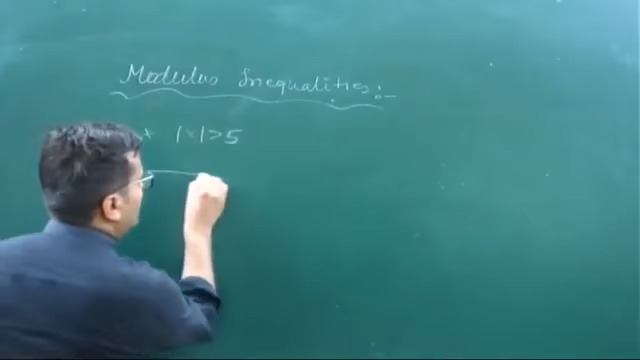 Modulus Inequalities :-
* |x| > 5